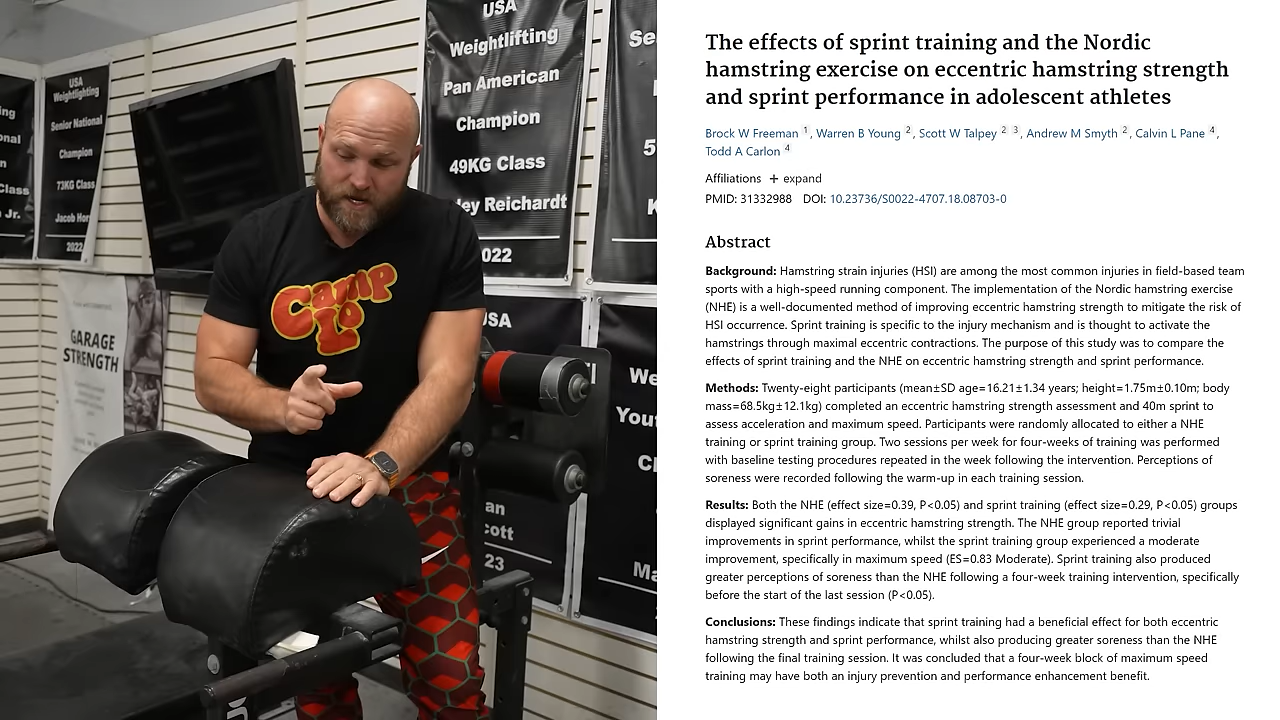 USA
Weightlifting
Pan American
Champion
49KG Class
ley Reichardt
2022
USA
Weightlifting
Senior National
Champion
73KG Class
Jacob Hor
2022
Class
Jr.
GARAGE
STRENGTH
Camp
Lo
USA
We
Yout
23
The effects of sprint training and the Nordic
hamstring exercise on eccentric hamstring strength
and sprint performance in adolescent athletes
Brock W Freeman 1, Warren B Young 2, Scott W Talpey 2 3, Andrew M Smyth 2, Calvin L Pane 4,
Todd A Carlon 4
Affiliations + expand
PMID: 31332988 DOI: 10.23736/S0022-4707.18.08703-0
Abstract
Background: Hamstring strain injuries (HSI) are among the most common injuries in field-based team
sports with a high-speed running component. The implementation of the Nordic hamstring exercise
(NHE) is a well-documented method of improving eccentric hamstring strength to mitigate the risk of
HSI occurrence. Sprint training is specific to the injury mechanism and is thought to activate the
hamstrings through maximal eccentric contractions. The purpose of this study was to compare the
effects of sprint training and the NHE on eccentric hamstring strength and sprint performance.
Methods: Twenty-eight participants (mean±SD age=16.21±1.34 years; height=1.75m±0.10m; body
mass=68.5kg±12.1kg) completed an eccentric hamstring strength assessment and 40m sprint to
assess acceleration and maximum speed. Participants were randomly allocated to either a NHE
training or sprint training group. Two sessions per week for four-weeks of training was performed
with baseline testing procedures repeated in the week following the intervention. Perceptions of
soreness were recorded following the warm-up in each training session.
Results: Both the NHE (effect size=0.39, P<0.05) and sprint training (effect size=0.29, P<0.05) groups
displayed significant gains in eccentric hamstring strength. The NHE group reported trivial
improvements in sprint performance, whilst the sprint training group experienced a moderate
improvement, specifically in maximum speed (ES=0.83 Moderate). Sprint training also produced
greater perceptions of soreness than the NHE following a four-week training intervention, specifically
before the start of the last session (P<0.05).
Conclusions: These findings indicate that sprint training had a beneficial effect for both eccentric
hamstring strength and sprint performance, whilst also producing greater soreness than the NHE
following the final training session. It was concluded that a four-week block of maximum speed
training may have both an injury prevention and performance enhancement benefit.